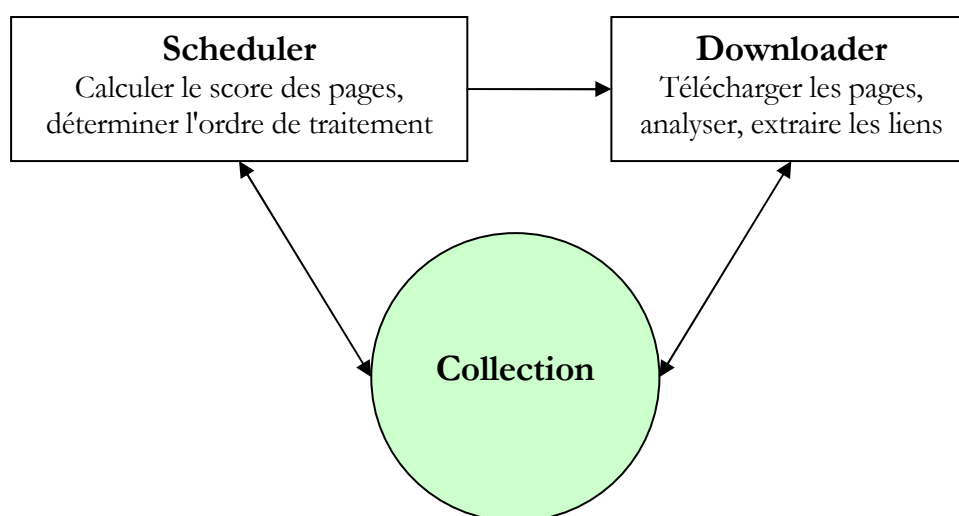 Scheduler
Calculer le score des pages,
déterminer l'ordre de traitement
Downloader
Télécharger les pages,
analyser, extraire les liens
Collection